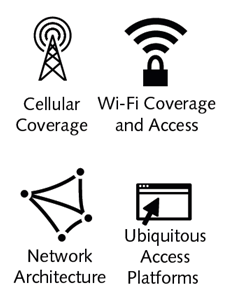 Cellular
Coverage
Wi-Fi Coverage
and Access
Network
Architecture
Ubiquitous
Access
Platforms